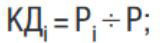 КДᵢ = Pᵢ ÷ P;